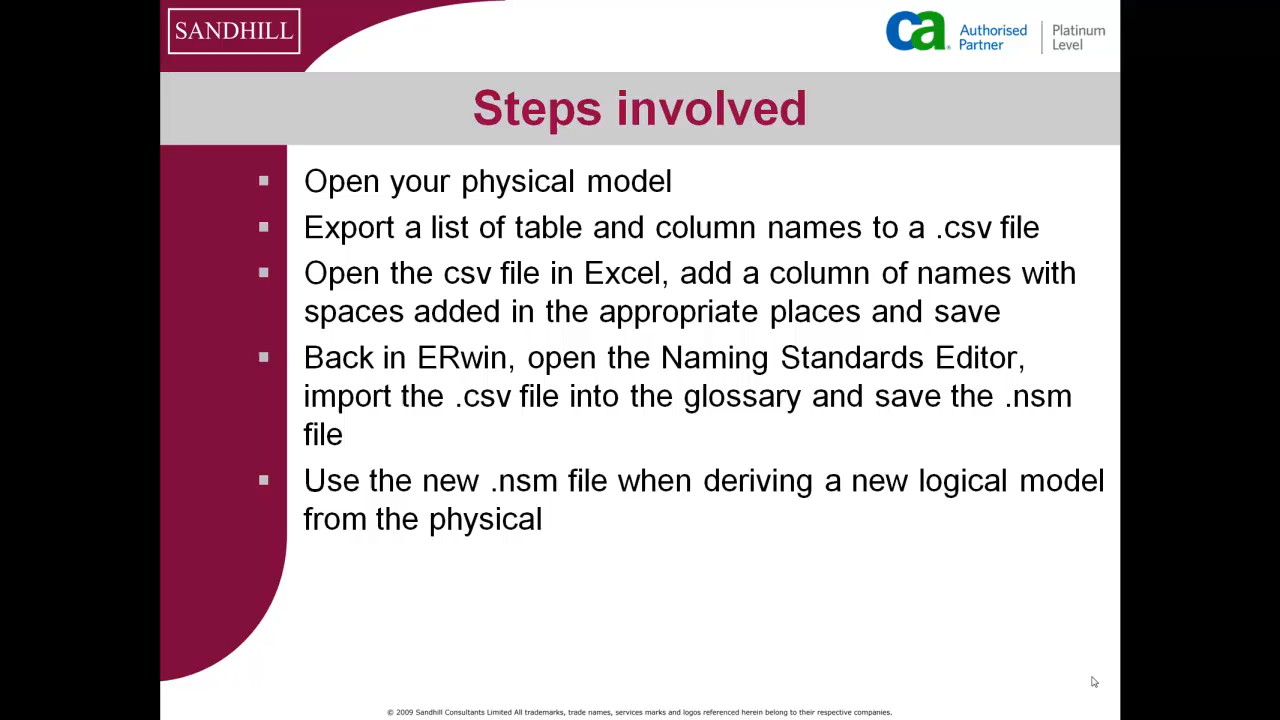 SANDHILL
ca Authorised Partner Platinum Level
Steps involved
Open your physical model
Export a list of table and column names to a .csv file
Open the csv file in Excel, add a column of names with
spaces added in the appropriate places and save
Back in ERwin, open the Naming Standards Editor,
import the .csv file into the glossary and save the .nsm
file
Use the new .nsm file when deriving a new logical model
from the physical
© 2009 Sandhill Consultants Limited All trademarks, trade names, services marks and logos referenced herein belong to their respective companies.